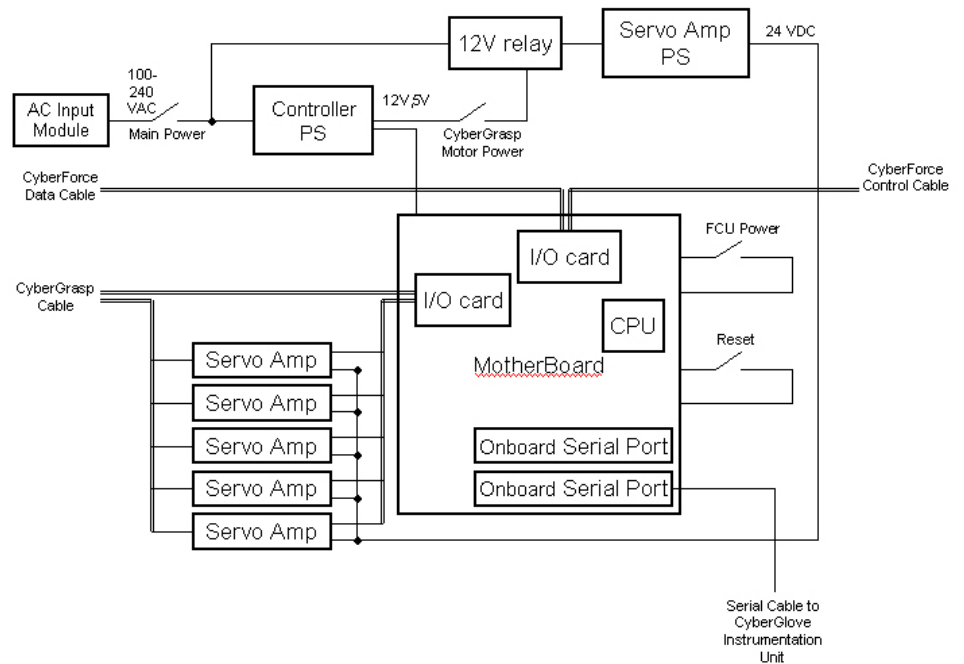 12V relay
Servo Amp
PS
24 VDC
100-
240
VAC
AC Input
Module
Main Power
Controller
PS
12V,5V
CyberGrasp
Motor Power
CyberForce
Data Cable
CyberForce
Control Cable
I/O card
FCU Power
CyberGrasp
Cable
I/O card
CPU
Reset
MotherBoard
Servo Amp
Servo Amp
Servo Amp
Servo Amp
Servo Amp
Onboard Serial Port
Onboard Serial Port
Serial Cable to
CyberGlove
Instrumentation
Unit